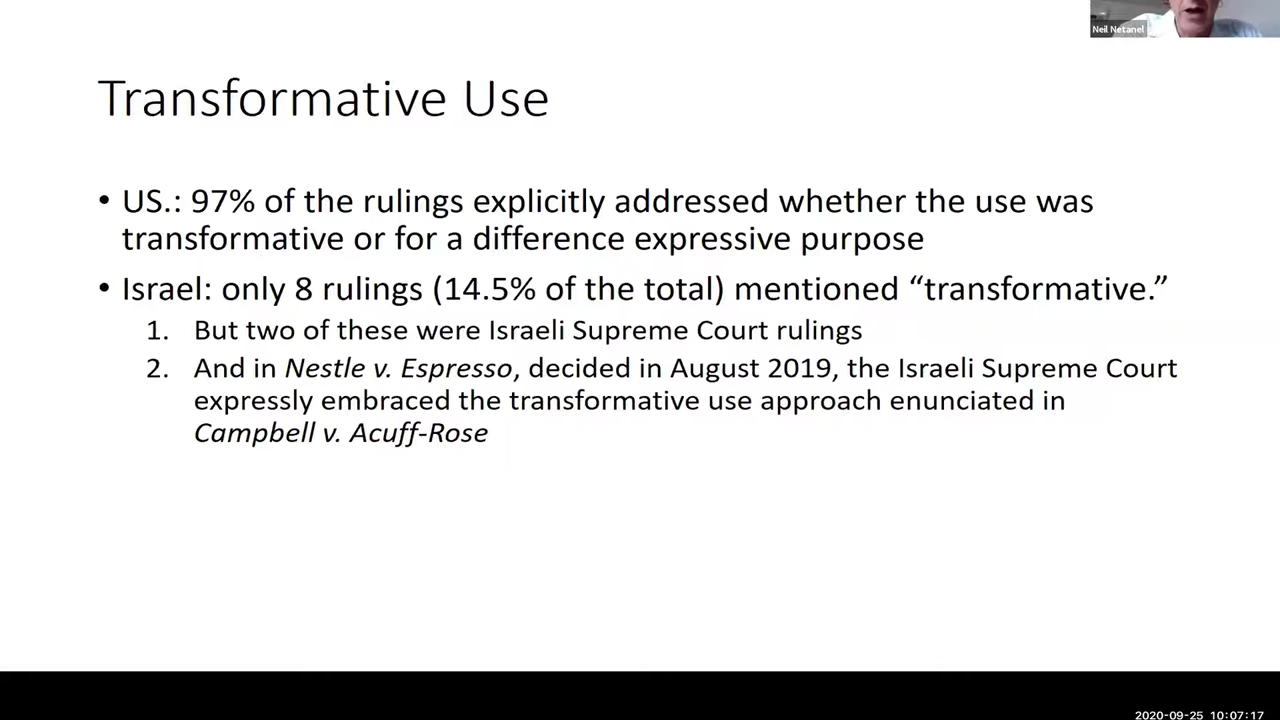 Neil Netanel
Transformative Use
• US.: 97% of the rulings explicitly addressed whether the use was
transformative or for a difference expressive purpose
• Israel: only 8 rulings (14.5% of the total) mentioned “transformative.”
1. But two of these were Israeli Supreme Court rulings
2. And in Nestle v. Espresso, decided in August 2019, the Israeli Supreme Court
expressly embraced the transformative use approach enunciated in
Campbell v. Acuff-Rose
2020-09-25 10:07:17